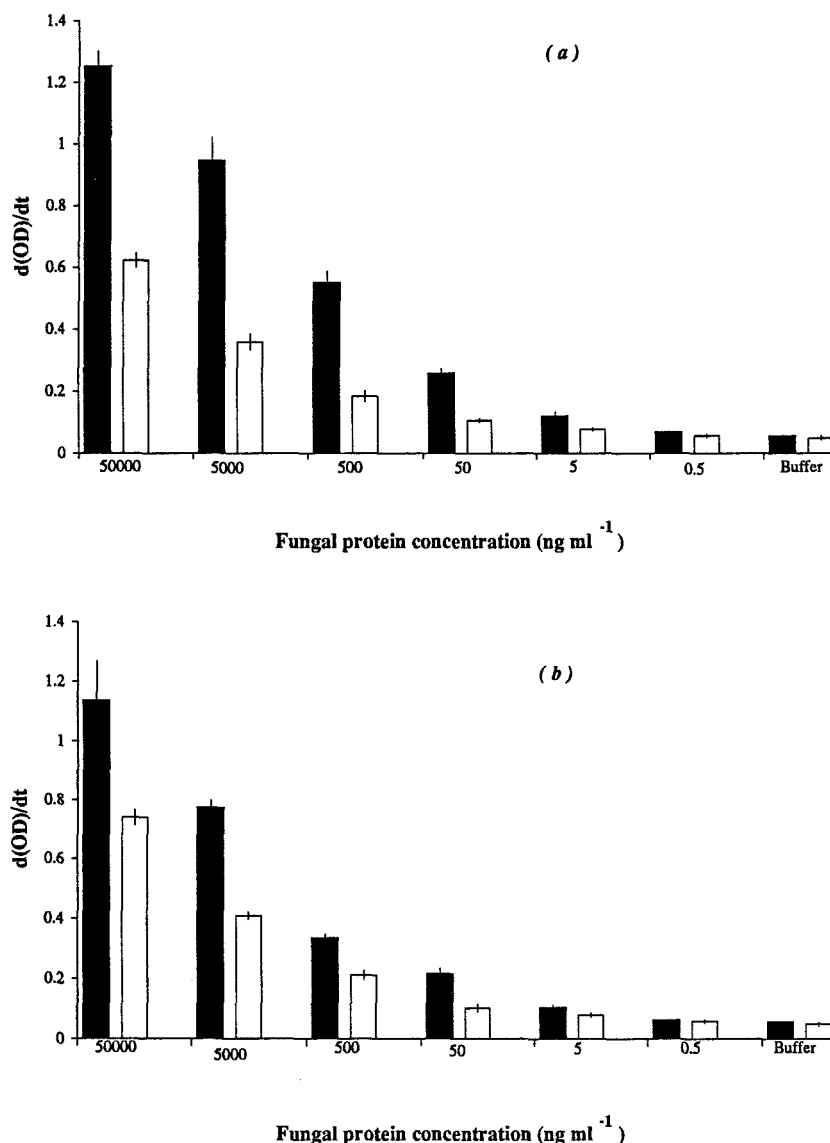 1.4
( a )
1.2
1
0.8
d(OD)/dt
0.6
0.4
0.2
0
50000 5000 500 50 5 0.5 Buffer
Fungal protein concentration (ng ml -1 )
1.4
( b )
1.2
1
0.8
d(OD)/dt
0.6
0.4
0.2
0
50000 5000 500 50 5 0.5 Buffer
Fungal protein concentration (ng ml -1 )